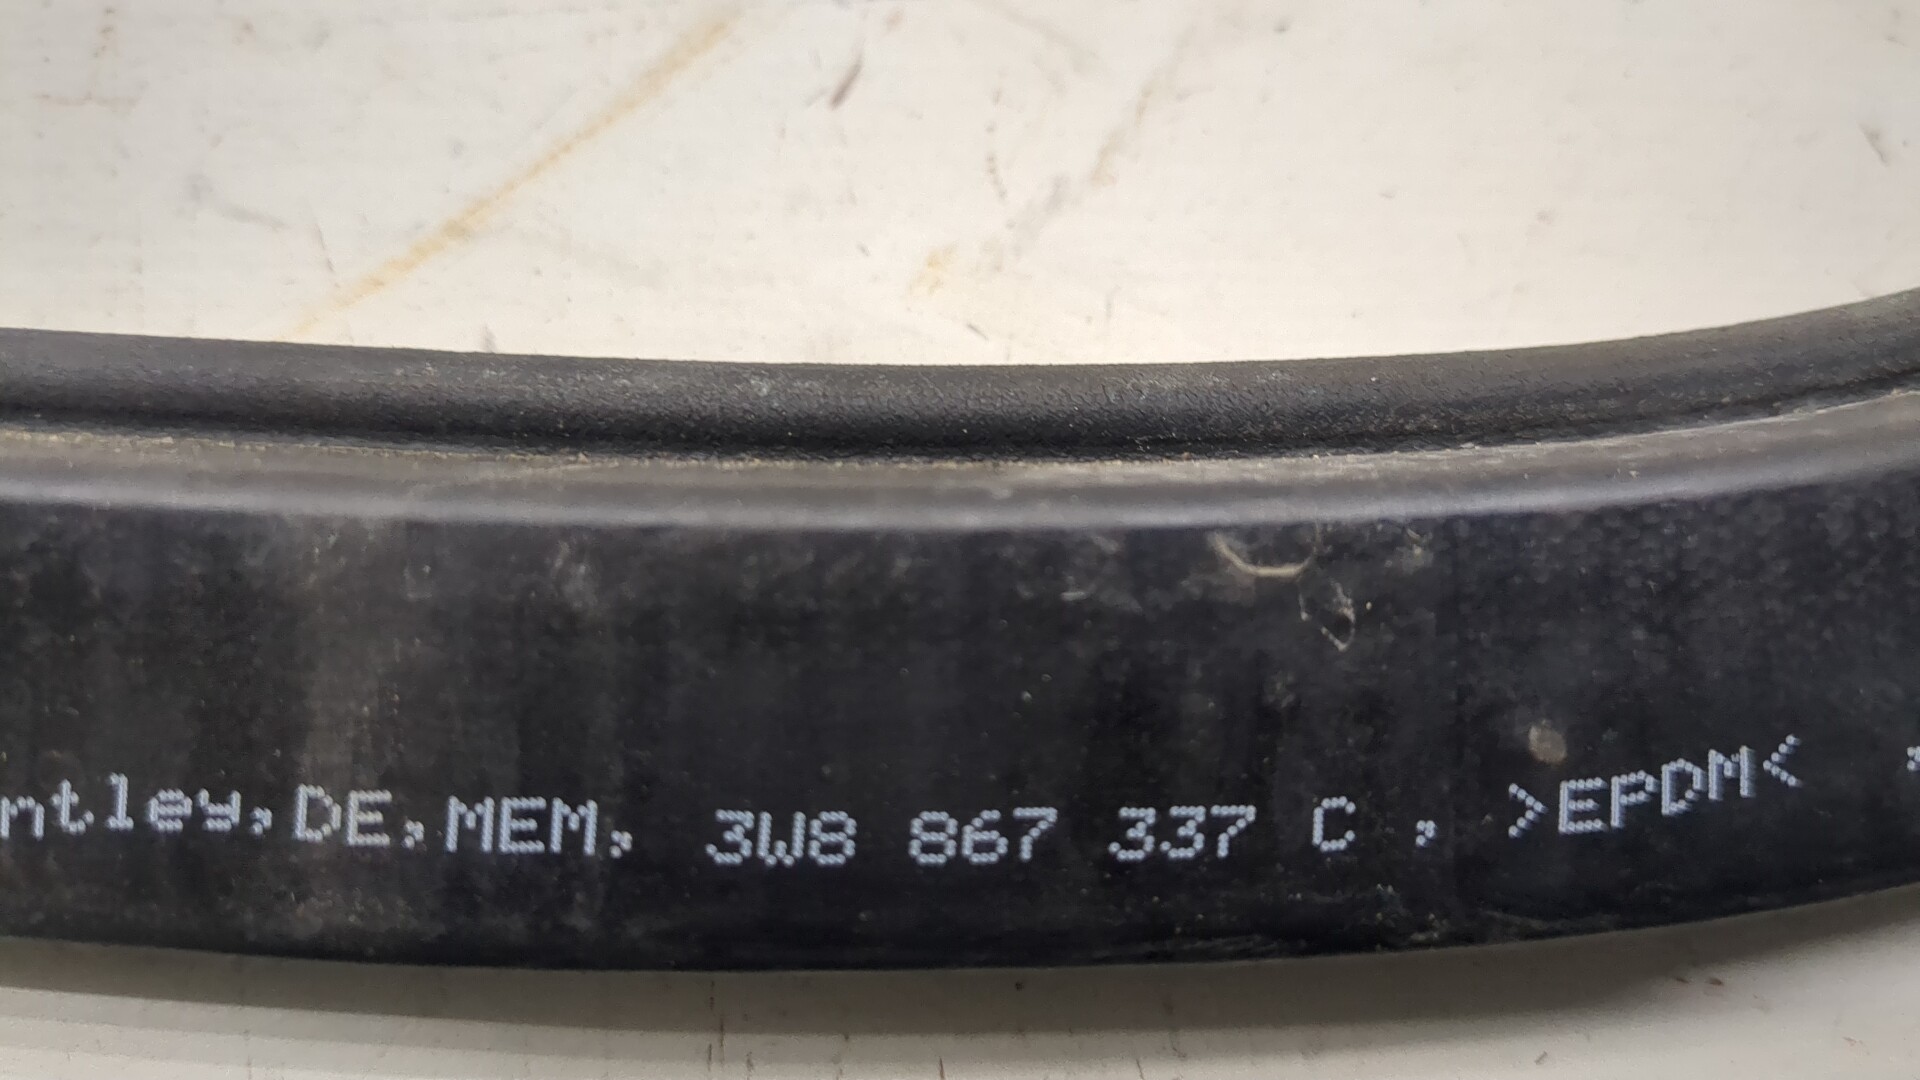 ntley,DE,MEM, 3W8 867 337 C , >EPDM<